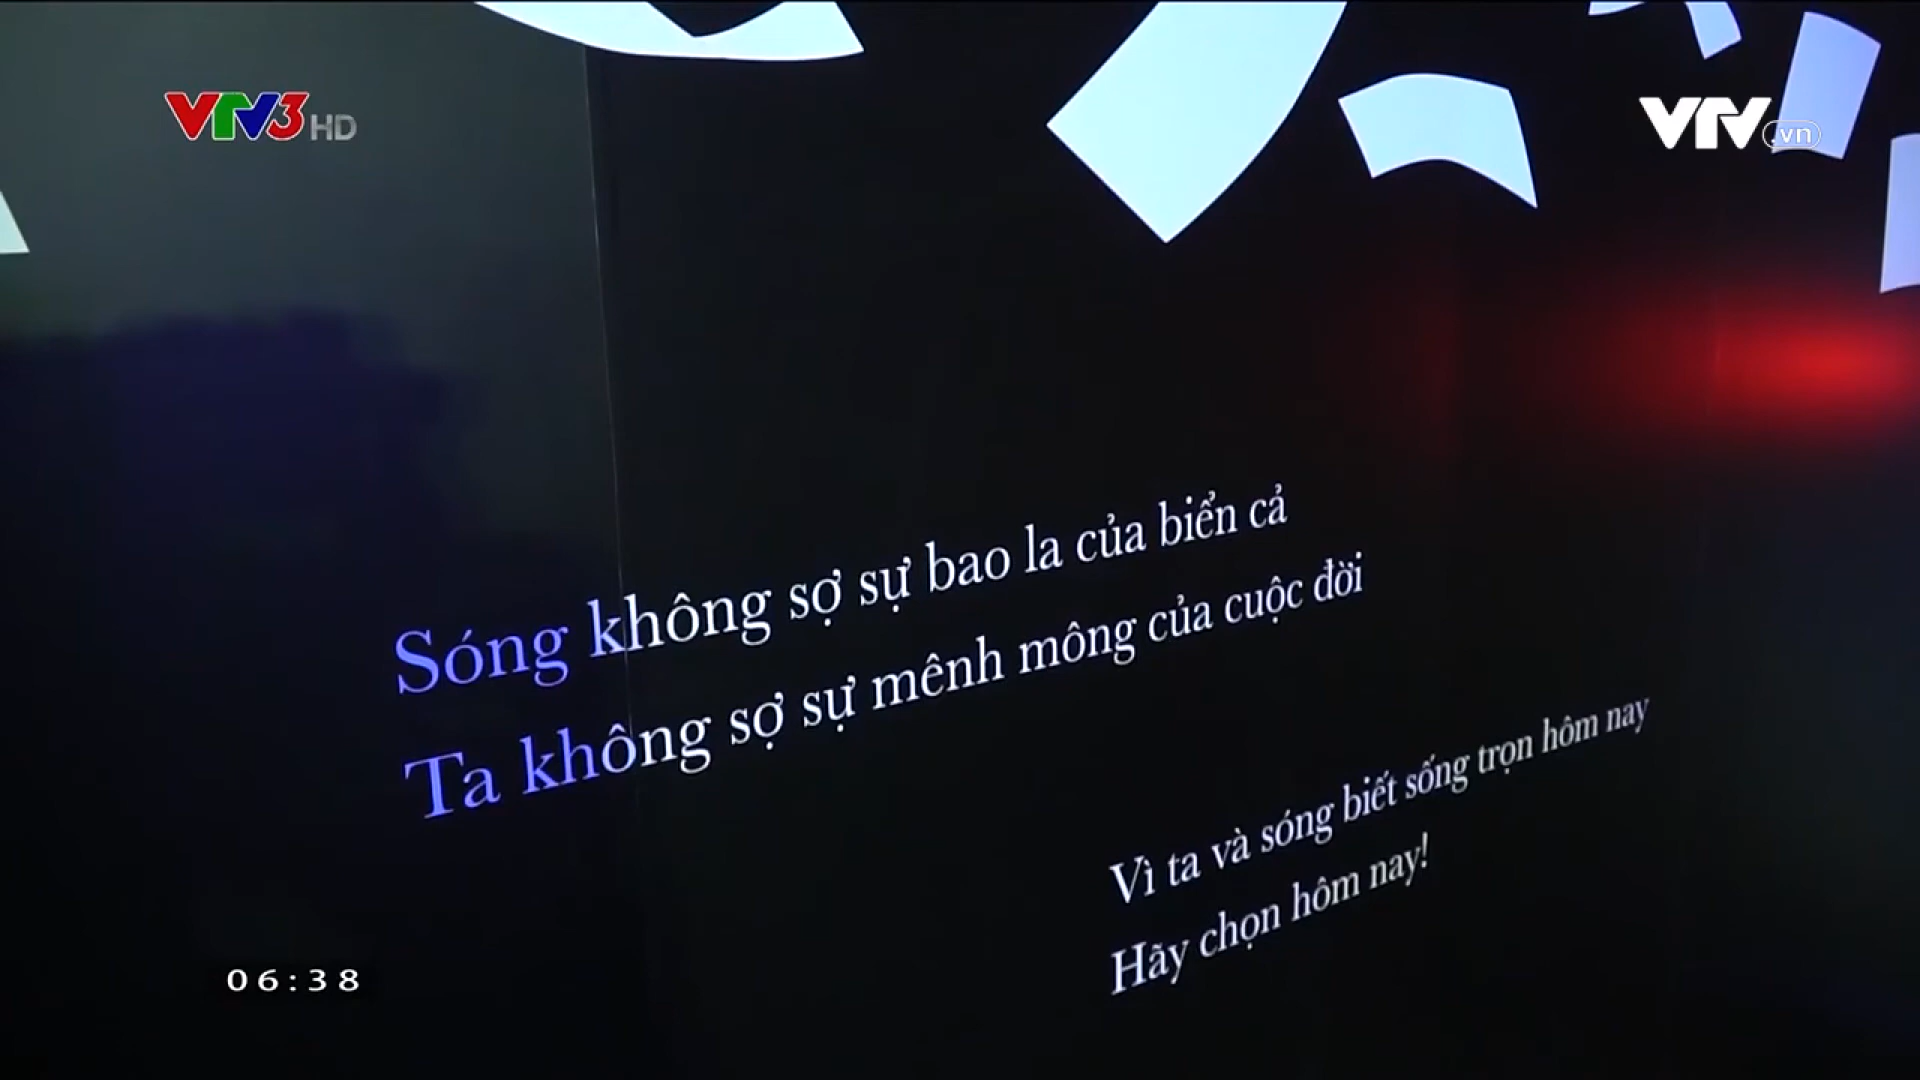 VTV3 HD
VTV.vn
Sóng không sợ sự bao la của biển cả
Ta không sợ sự mênh mông của cuộc đời
Vì ta và sóng biết sống trọn hôm nay
Hãy chọn hôm nay!
06:38